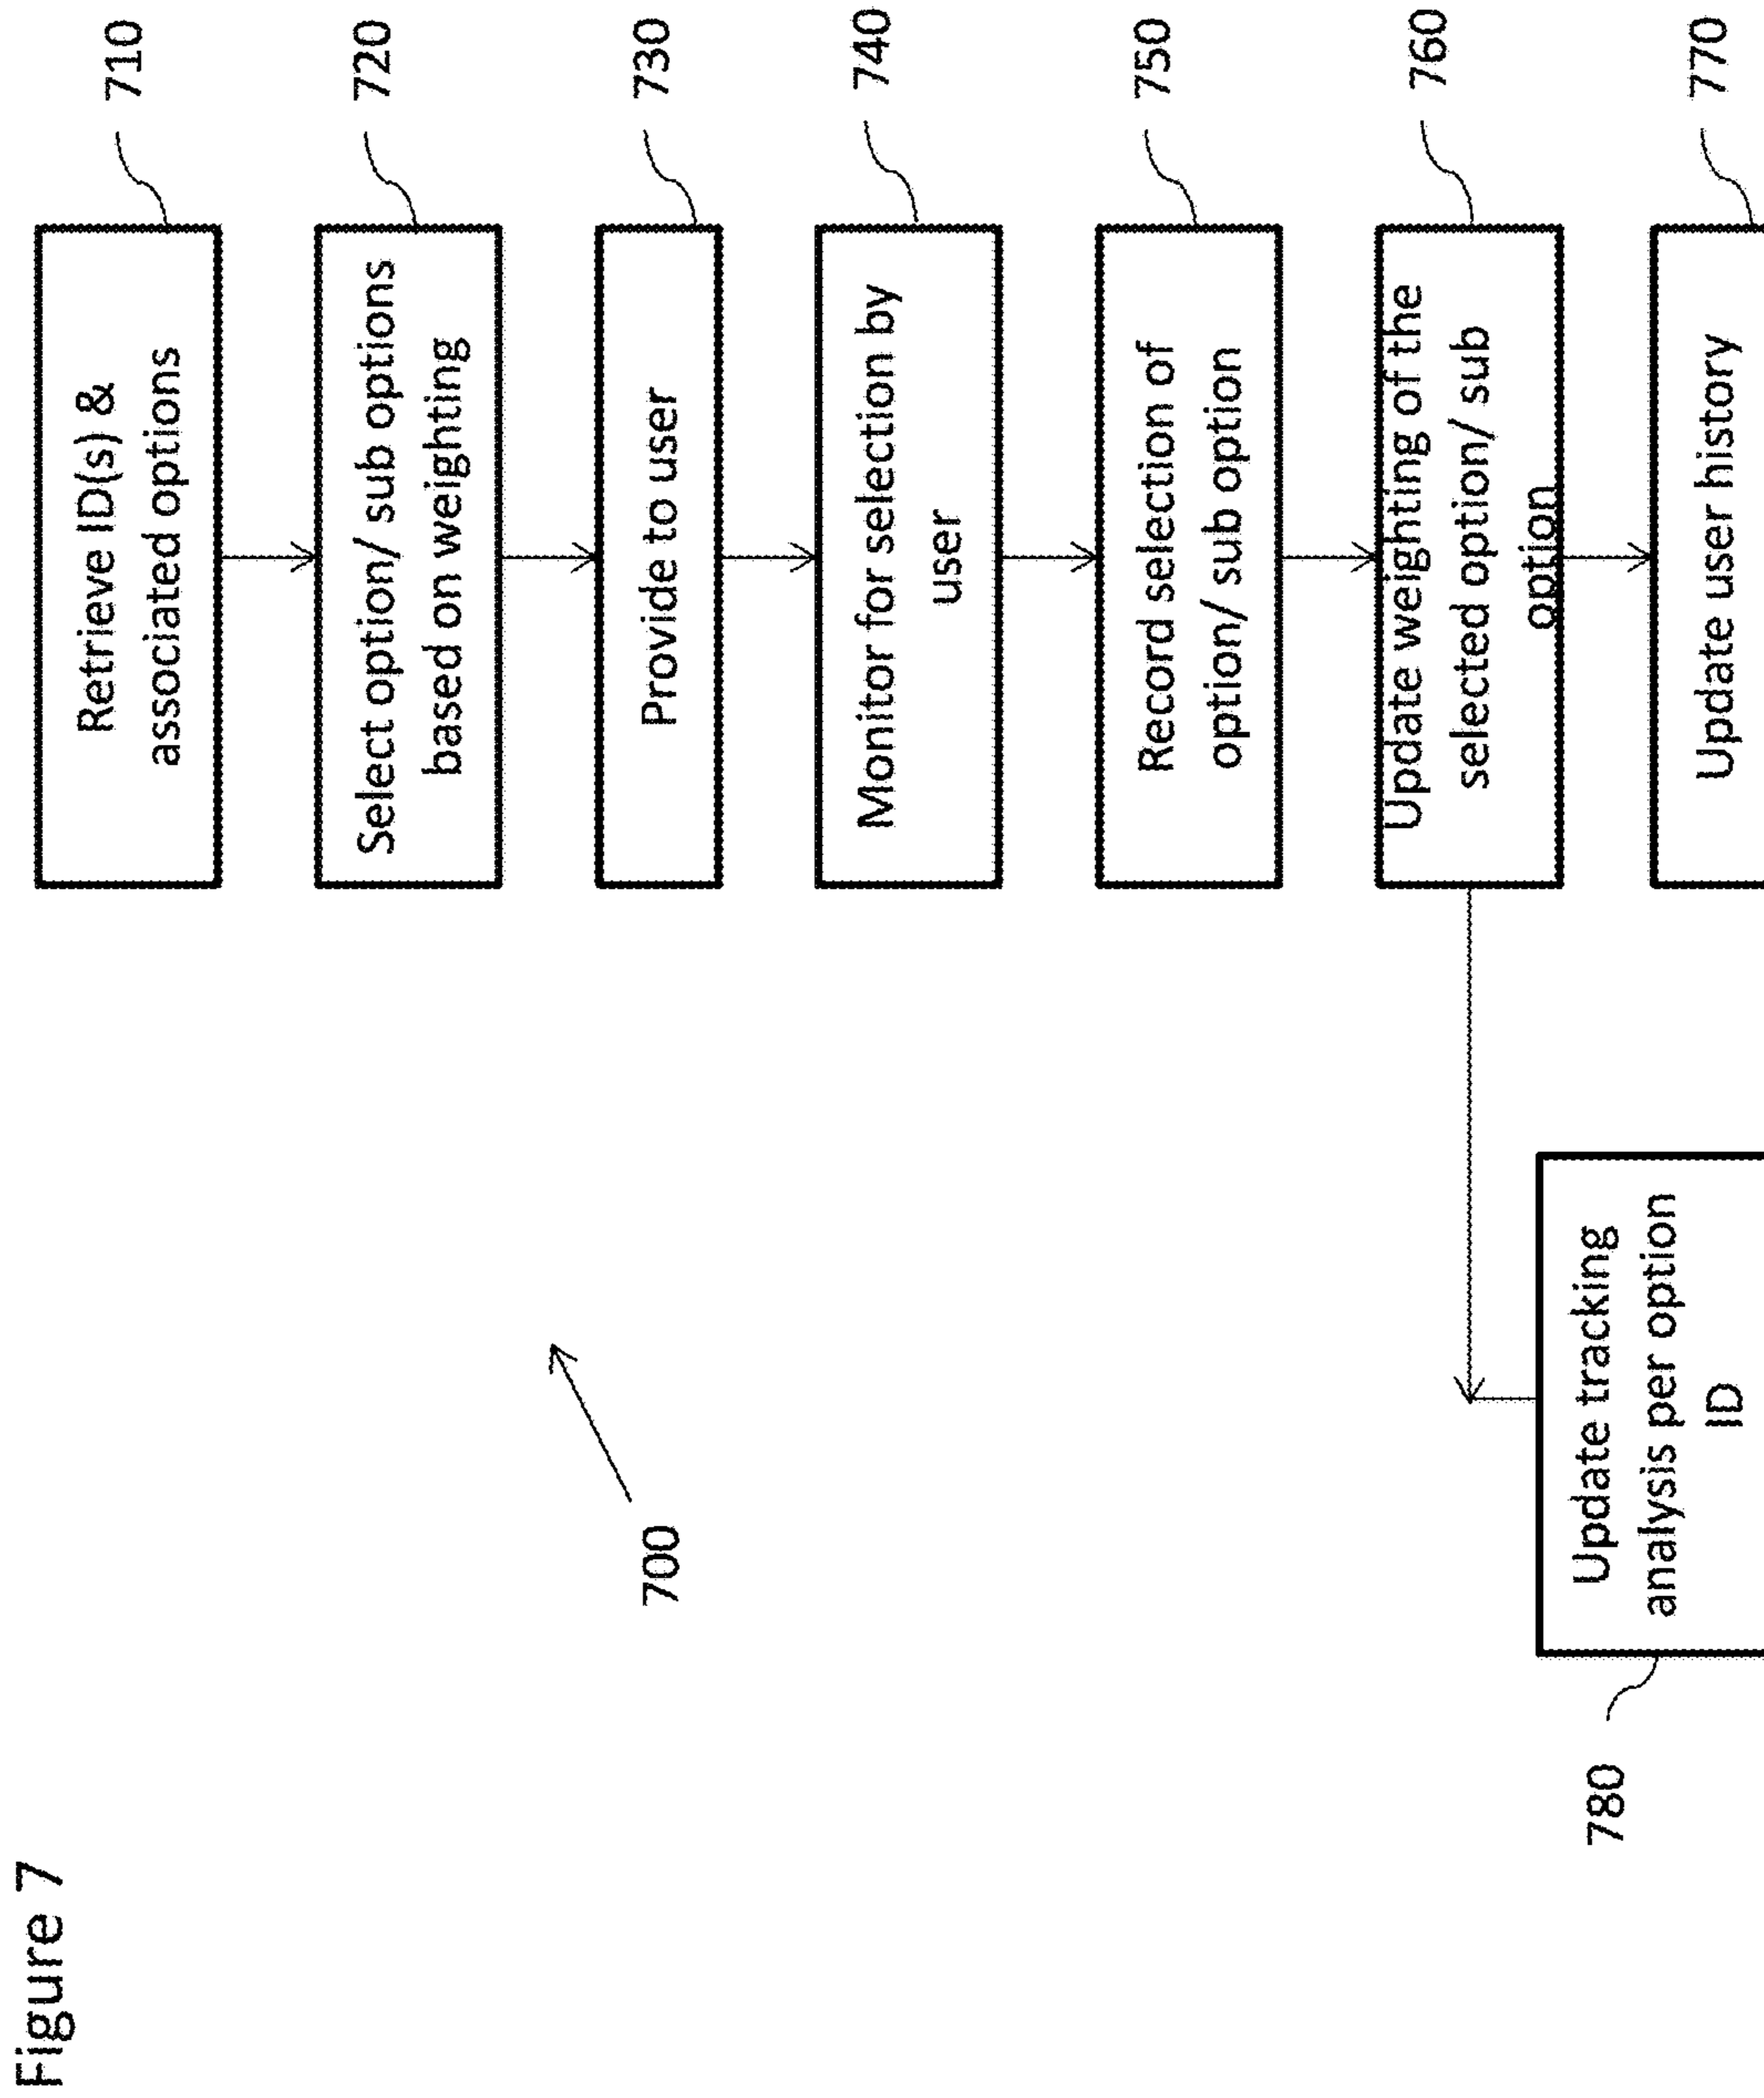 Figure 7
700
Retrieve ID(s) &
associated options
710
Select option/ sub options
based on weighting
720
Provide to user
730
Monitor for selection by
user
740
Record selection of
option/ sub option
750
Update weighting of the
selected option/ sub
option
760
Update user history
770
Update tracking
analysis per option
ID
780